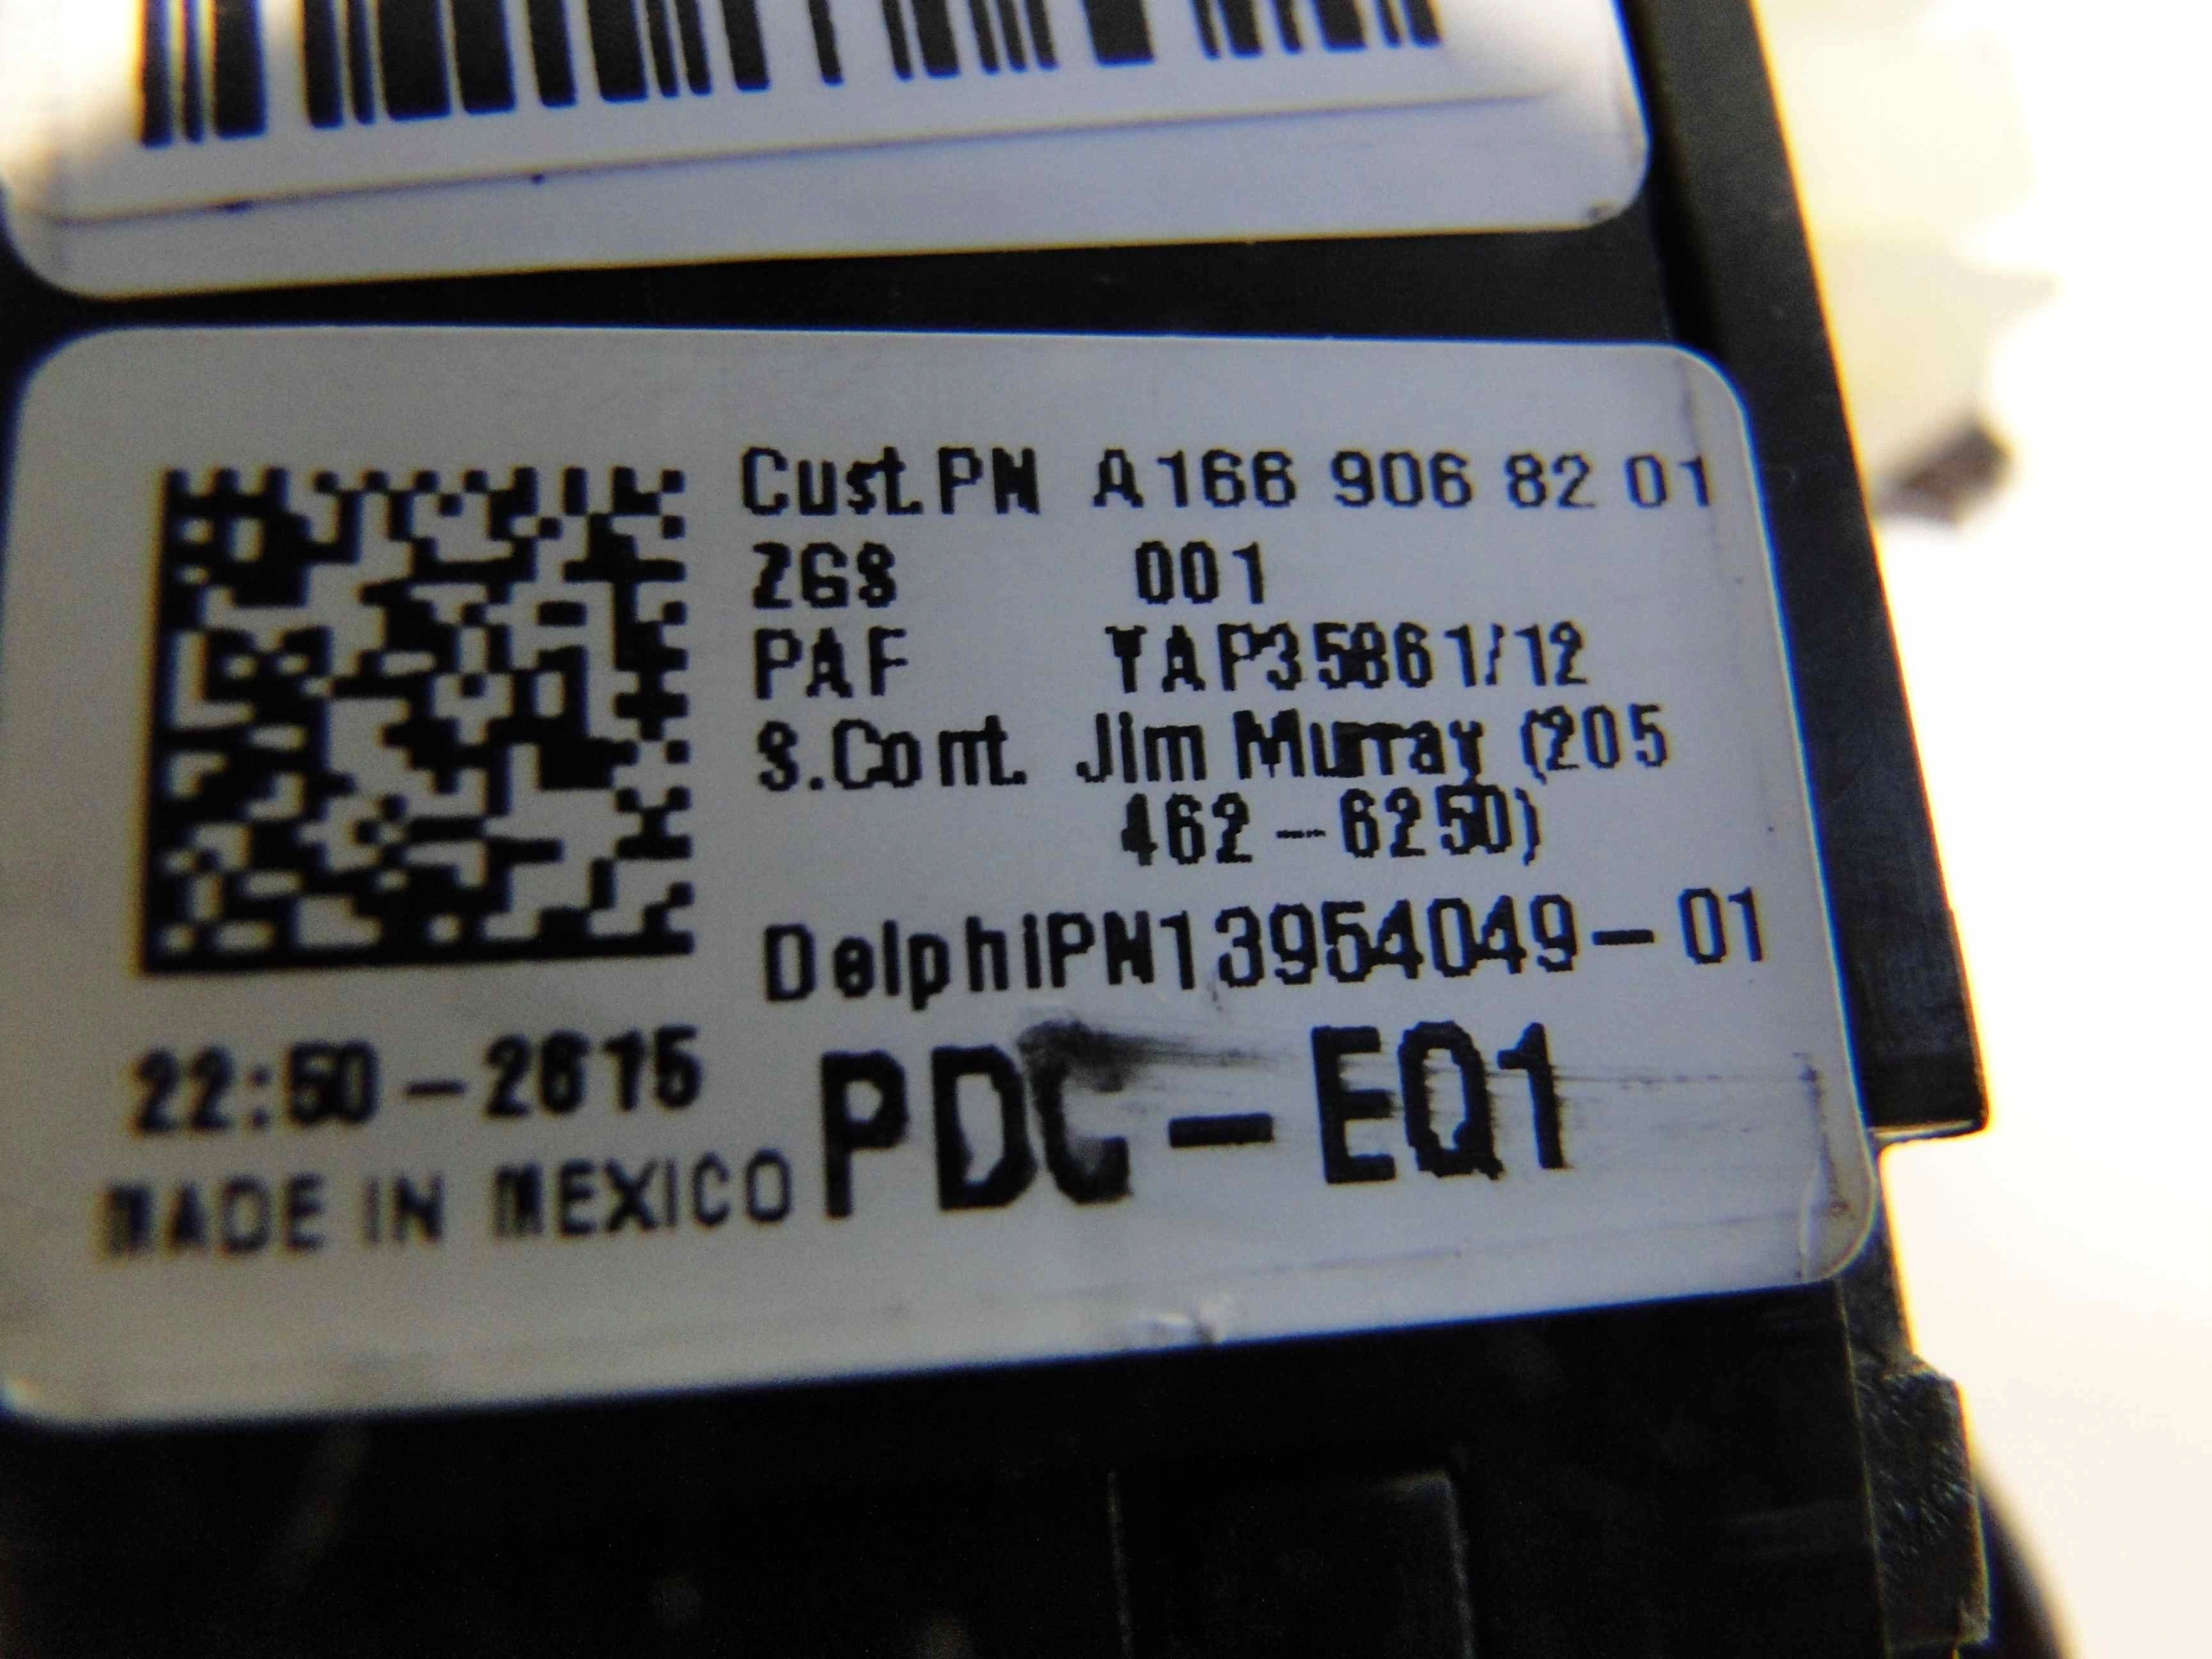 Cust.PN A166 906 82 01
ZGS 001
PAF TAP35861/12
S.Cont. Jim Murray (205
462-6250)
DelphiPN13954049-01
22:50-2615
PDC-EQ1
MADE IN MEXICO